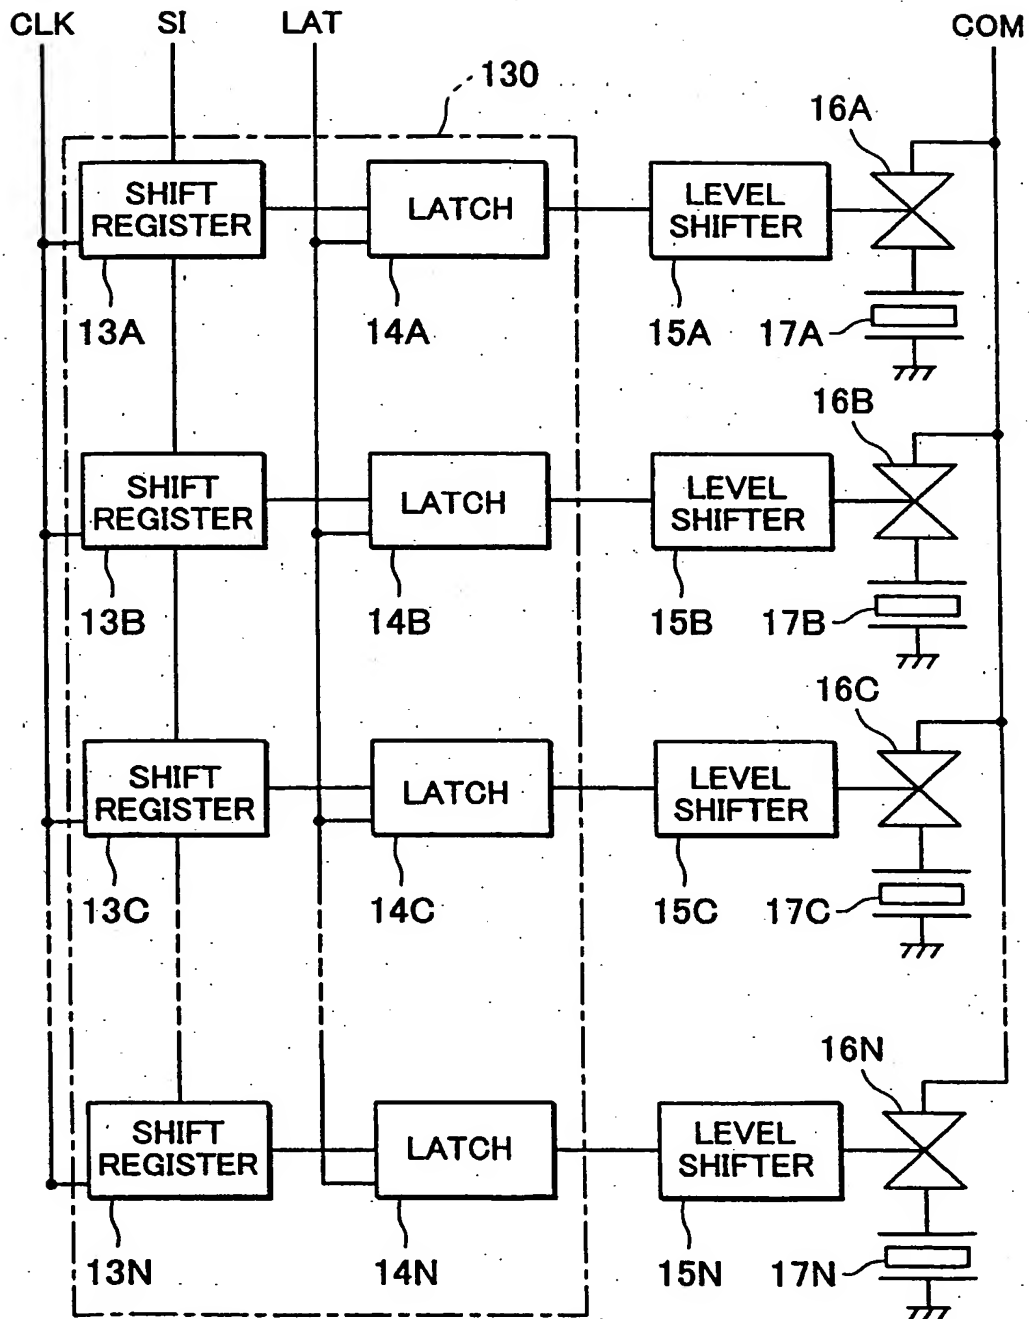 CLK SI LAT COM
130
16A
SHIFT REGISTER LATCH LEVEL SHIFTER
13A 14A 15A 17A
16B
SHIFT REGISTER LATCH LEVEL SHIFTER
13B 14B 15B 17B
16C
SHIFT REGISTER LATCH LEVEL SHIFTER
13C 14C 15C 17C
16N
SHIFT REGISTER LATCH LEVEL SHIFTER
13N 14N 15N 17N